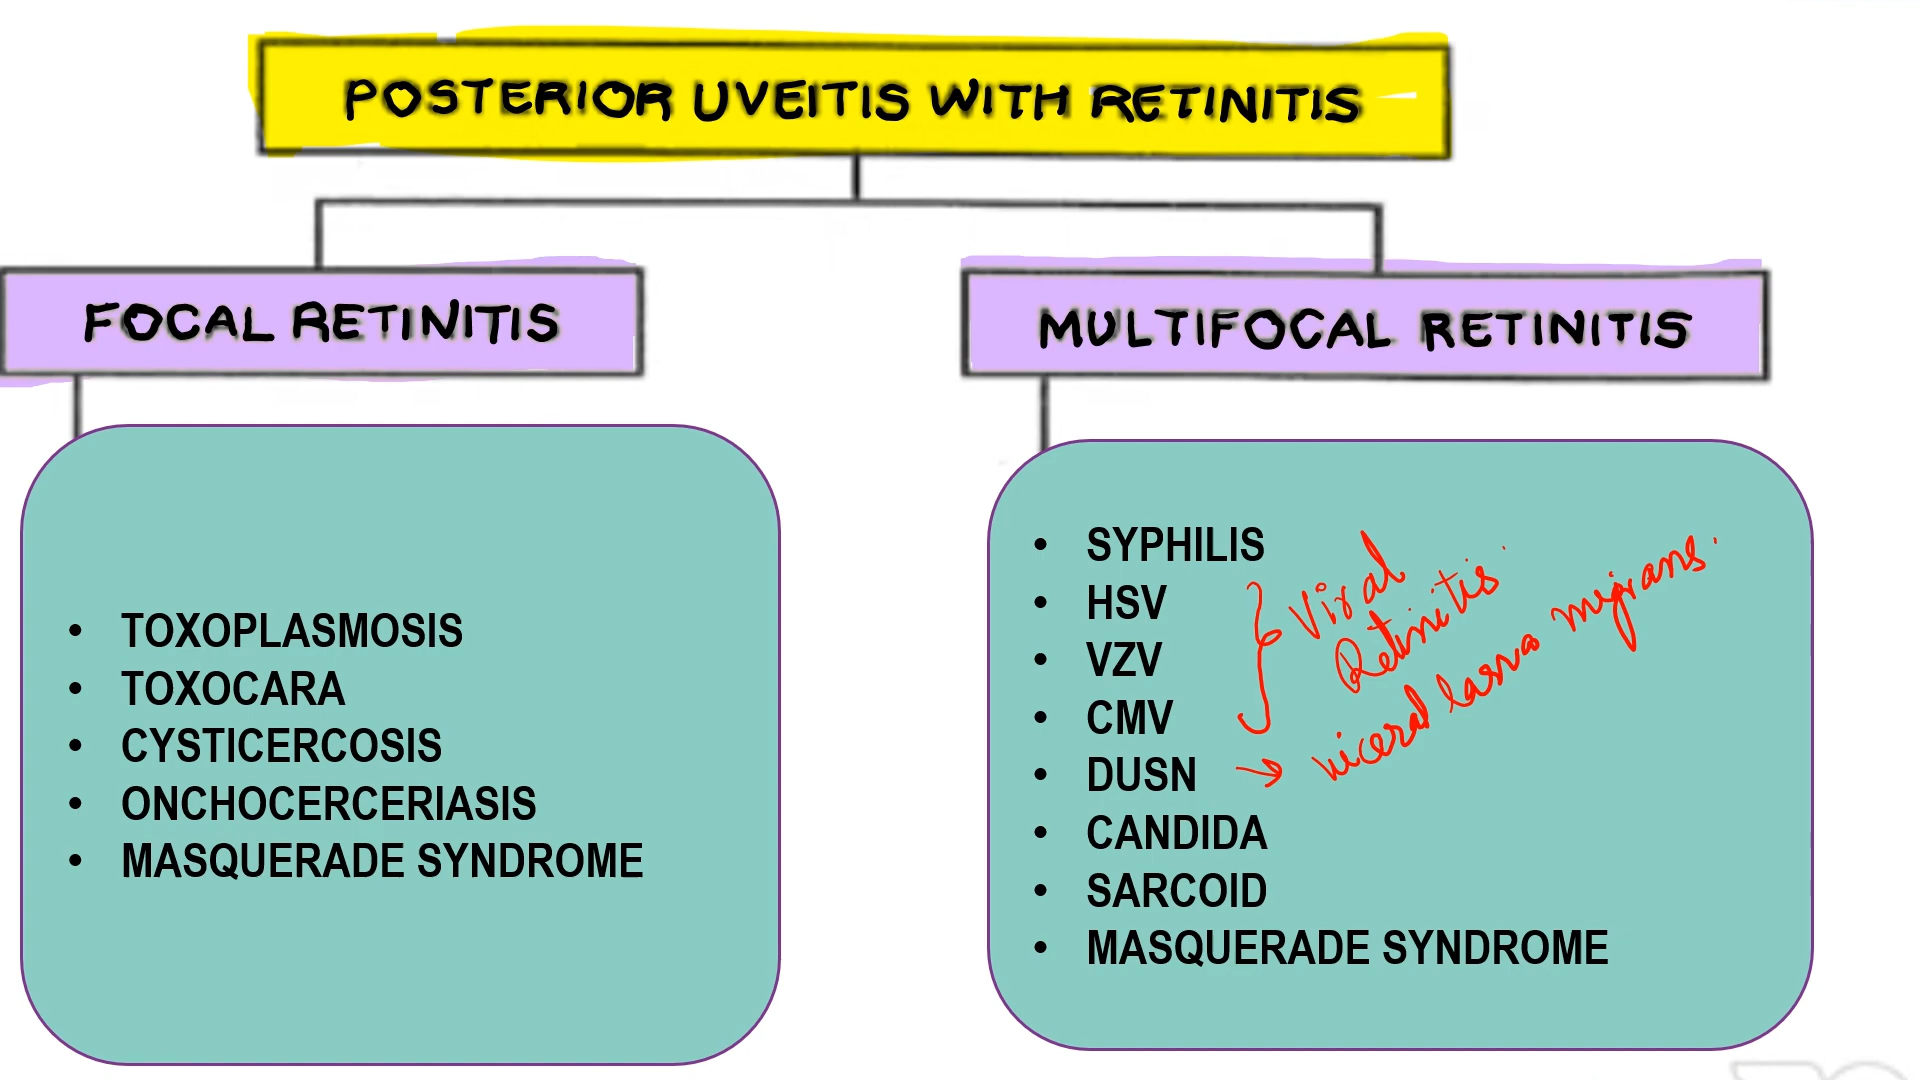 POSTERIOR UVEITIS WITH RETINITIS
FOCAL RETINITIS
• TOXOPLASMOSIS
• TOXOCARA
• CYSTICERCOSIS
• ONCHOCERCERIASIS
• MASQUERADE SYNDROME
MULTIFOCAL RETINITIS
• SYPHILIS
• HSV
• VZV
• CMV
• DUSN
• CANDIDA
• SARCOID
• MASQUERADE SYNDROME
} Viral
Retinitis
→ viceral larva migrans.